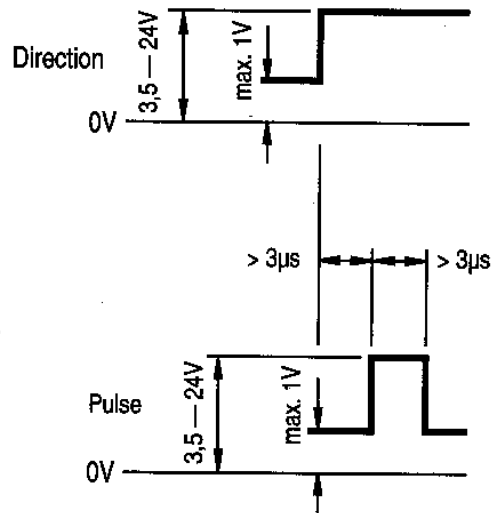 Direction
3,5 — 24V
max. 1V
0V
> 3µs
> 3µs
Pulse
3,5 — 24V
max. 1V
0V